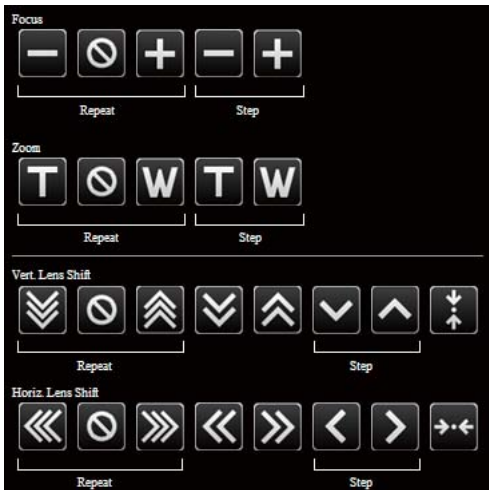 Focus
Repeat Step
Zoom
T W T W
Repeat Step
Vert. Lens Shift
Repeat Step
Horiz. Lens Shift
Repeat Step